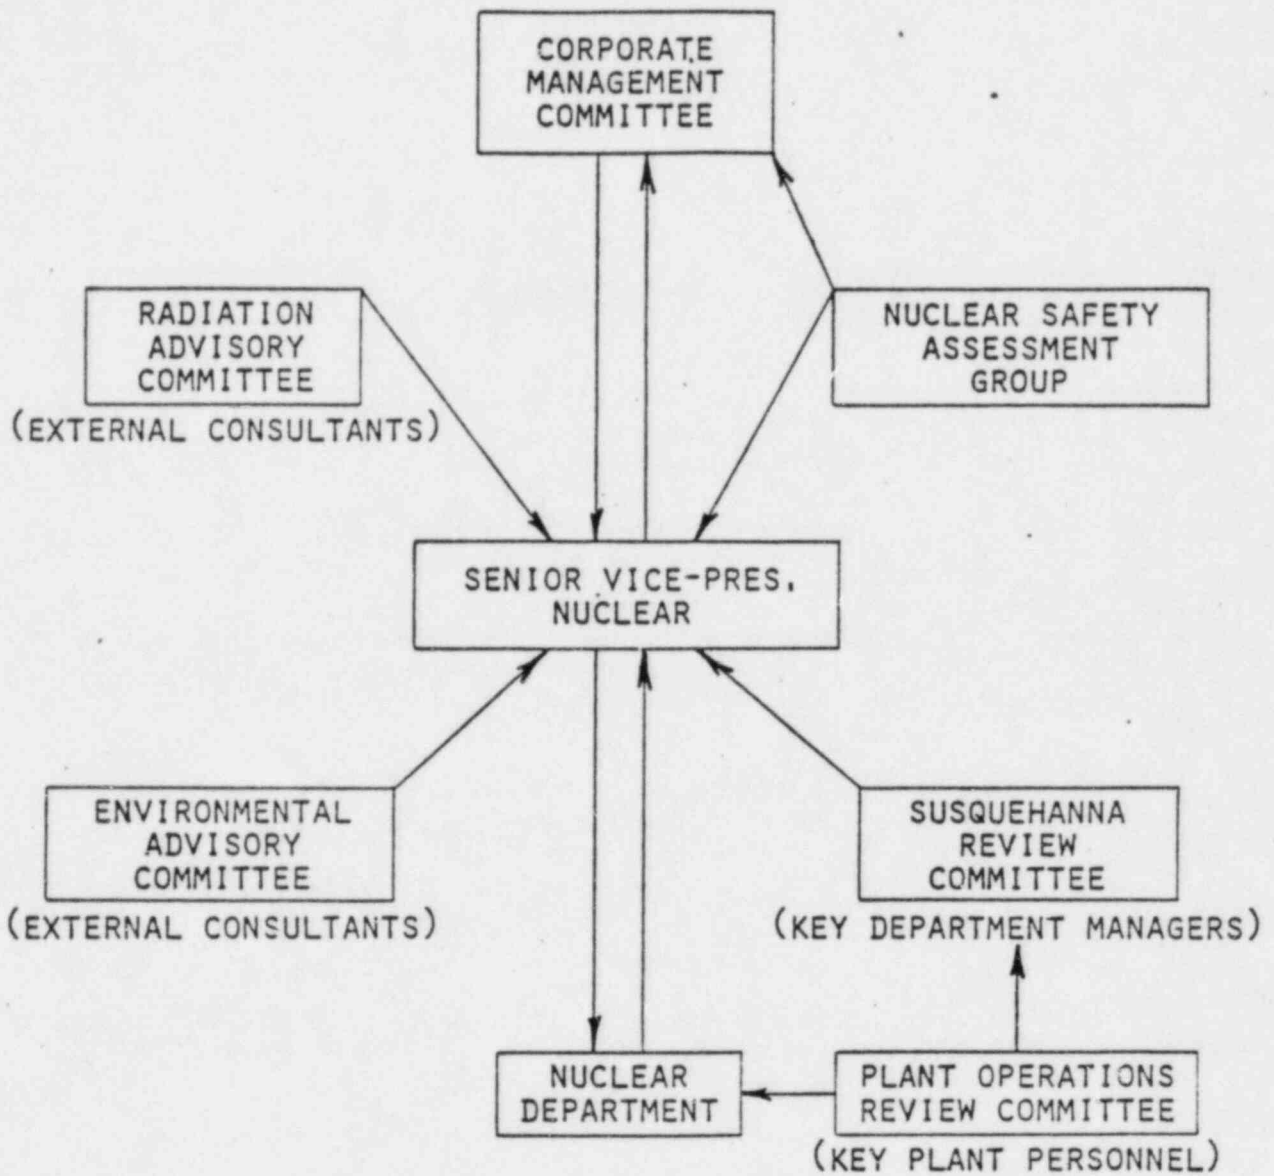 CORPORATE
MANAGEMENT
COMMITTEE
RADIATION
ADVISORY
COMMITTEE
(EXTERNAL CONSULTANTS)
NUCLEAR SAFETY
ASSESSMENT
GROUP
SENIOR VICE-PRES.
NUCLEAR
ENVIRONMENTAL
ADVISORY
COMMITTEE
(EXTERNAL CONSULTANTS)
SUSQUEHANNA
REVIEW
COMMITTEE
(KEY DEPARTMENT MANAGERS)
NUCLEAR
DEPARTMENT
PLANT OPERATIONS
REVIEW COMMITTEE
(KEY PLANT PERSONNEL)